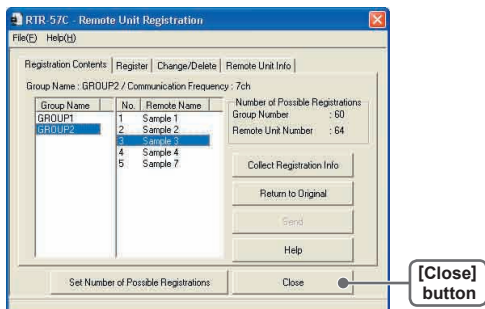 RTR-57C - Remote Unit Registration
File(F) Help(H)
Registration Contents Register Change/Delete Remote Unit Info
Group Name : GROUP2 / Communication Frequency : 7ch
Group Name No. Remote Name
GROUP1 1 Sample 1
GROUP2 2 Sample 2
3 Sample 3
4 Sample 4
5 Sample 7
Number of Possible Registrations
Group Number : 60
Remote Unit Number : 64
Collect Registration Info
Return to Original
Send
Help
Set Number of Possible Registrations Close
[Close]
button